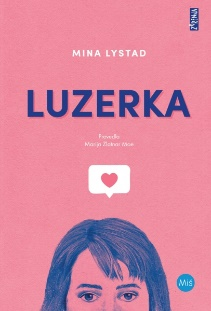 MINA LYSTAD
LUZERKA
Prevedla
Marija Zlatnar Moe
Miš